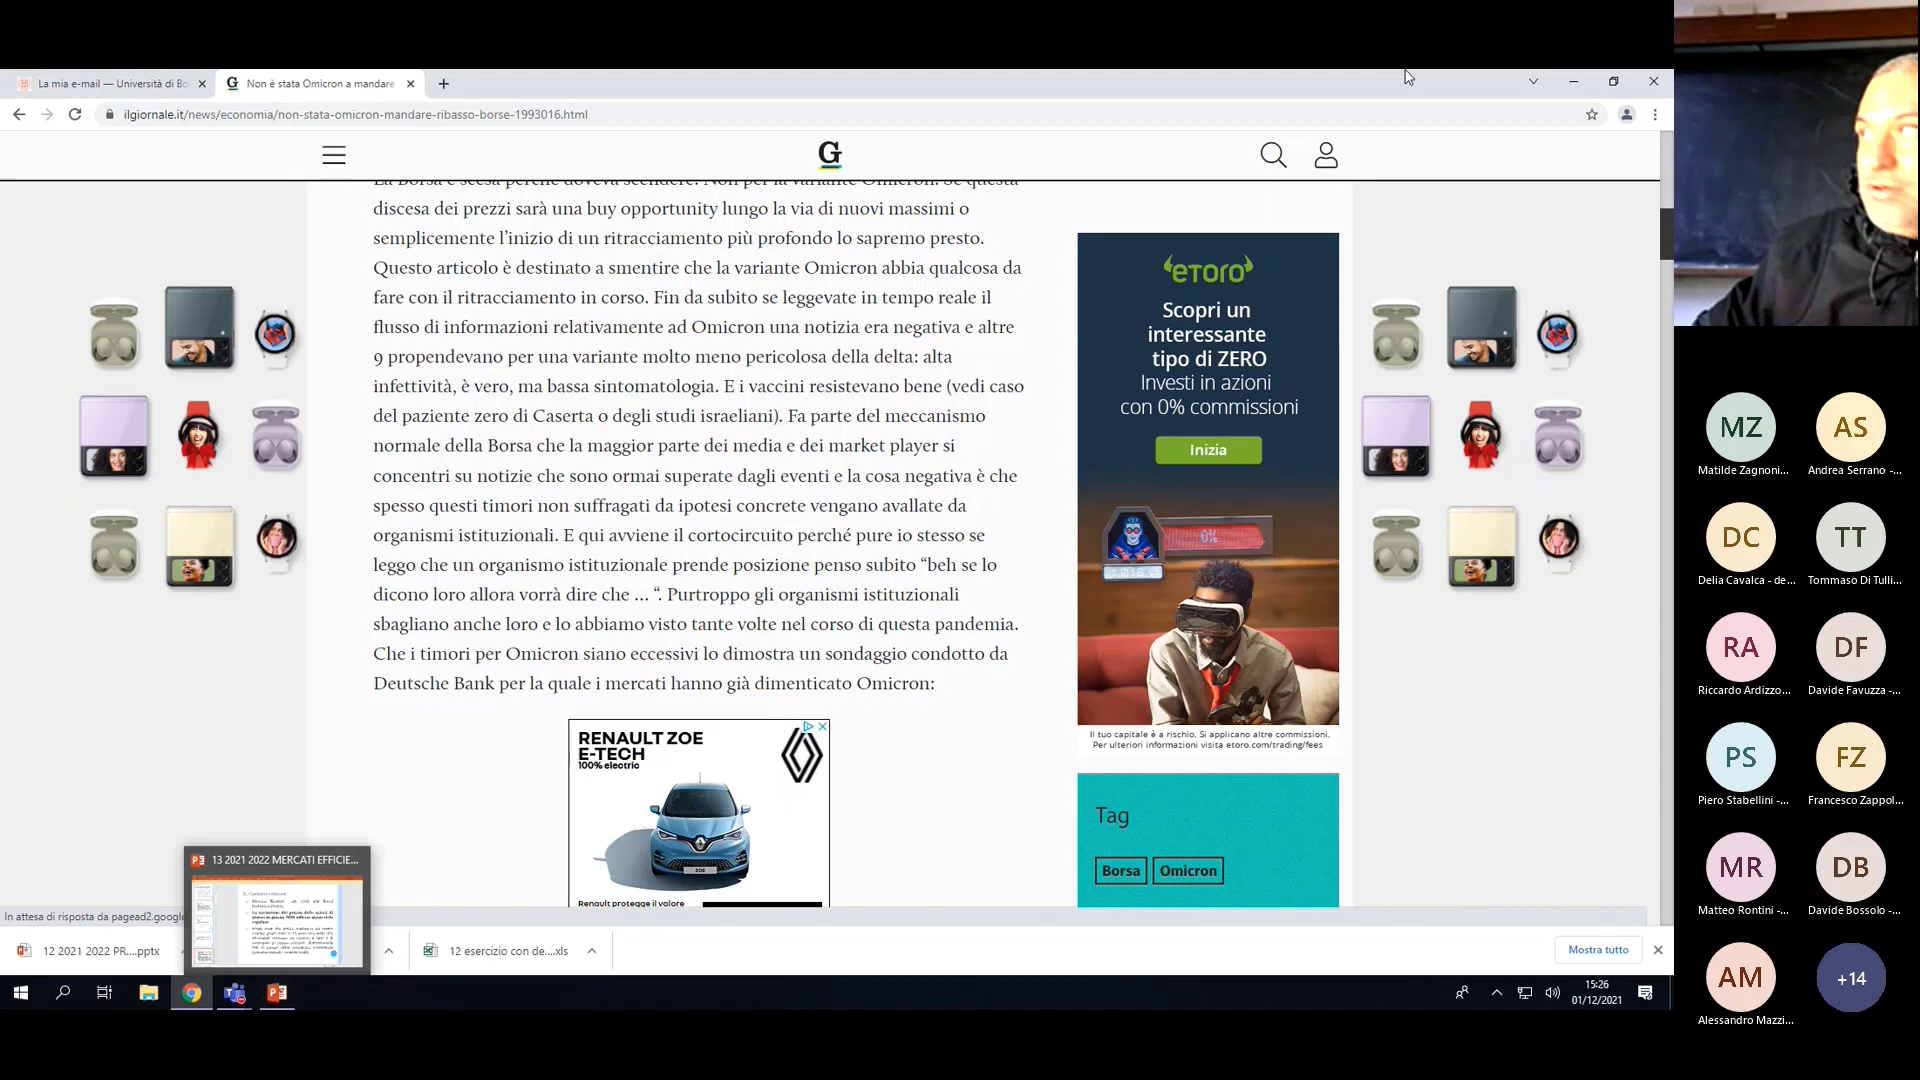 La mia e-mail — Università di Bo
Non è stata Omicron a mandare
ilgiornale.it/news/economia/non-stata-omicron-mandare-ribasso-borse-1993016.html
G
La Borsa è scesa perché doveva scendere. Non per la variante Omicron. Se questa
discesa dei prezzi sarà una buy opportunity lungo la via di nuovi massimi o
semplicemente l'inizio di un ritracciamento più profondo lo sapremo presto.
Questo articolo è destinato a smentire che la variante Omicron abbia qualcosa da
fare con il ritracciamento in corso. Fin da subito se leggevate in tempo reale il
flusso di informazioni relativamente ad Omicron una notizia era negativa e altre
9 propendevano per una variante molto meno pericolosa della delta: alta
infettività, è vero, ma bassa sintomatologia. E i vaccini resistevano bene (vedi caso
del paziente zero di Caserta o degli studi israeliani). Fa parte del meccanismo
normale della Borsa che la maggior parte dei media e dei market player si
concentri su notizie che sono ormai superate dagli eventi e la cosa negativa è che
spesso questi timori non suffragati da ipotesi concrete vengano avallate da
organismi istituzionali. E qui avviene il cortocircuito perché pure io stesso se
leggo che un organismo istituzionale prende posizione penso subito “beh se lo
dicono loro allora vorrà dire che ... “. Purtroppo gli organismi istituzionali
sbagliano anche loro e lo abbiamo visto tante volte nel corso di questa pandemia.
Che i timori per Omicron siano eccessivi lo dimostra un sondaggio condotto da
Deutsche Bank per la quale i mercati hanno già dimenticato Omicron:
eToro
Scopri un
interessante
tipo di ZERO
Investi in azioni
con 0% commissioni
Inizia
0%
Il tuo capitale è a rischio. Si applicano altre commissioni.
Per ulteriori informazioni visita etoro.com/trading/fees
RENAULT ZOE
E-TECH
100% electric
ZOE
Renault protegge il valore
Tag
Borsa
Omicron
13 2021 2022 MERCATI EFFICIE...
In attesa di risposta da pagead2.google
12 2021 2022 PR....pptx
12 esercizio con de....xls
Mostra tutto
15:26
01/12/2021
MZ
Matilde Zagnoni...
AS
Andrea Serrano -...
DC
Delia Cavalca - de...
TT
Tommaso Di Tulli...
RA
Riccardo Ardizzo...
DF
Davide Favuzza -...
PS
Piero Stabellini -...
FZ
Francesco Zappol...
MR
Matteo Rontini -...
DB
Davide Bossolo -...
AM
Alessandro Mazzi...
+14